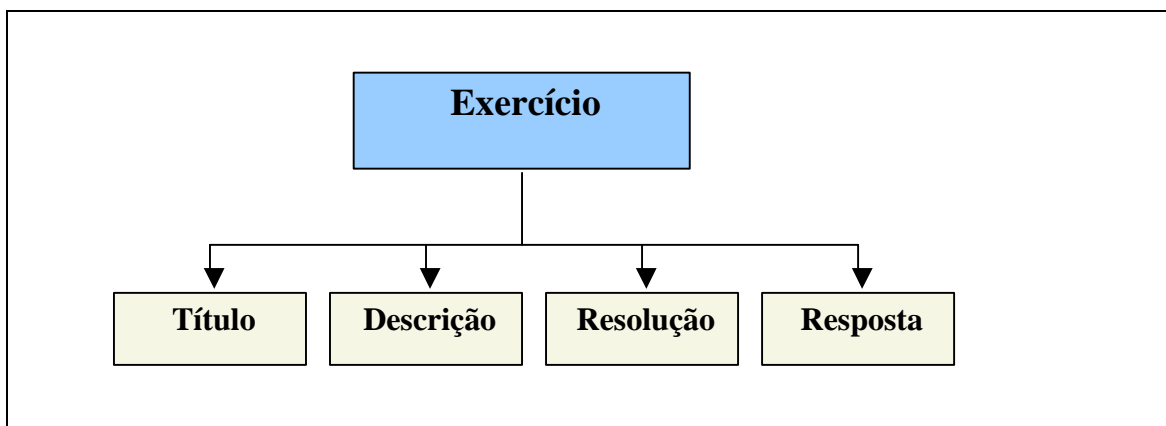 Exercício
Título
Descrição
Resolução
Resposta